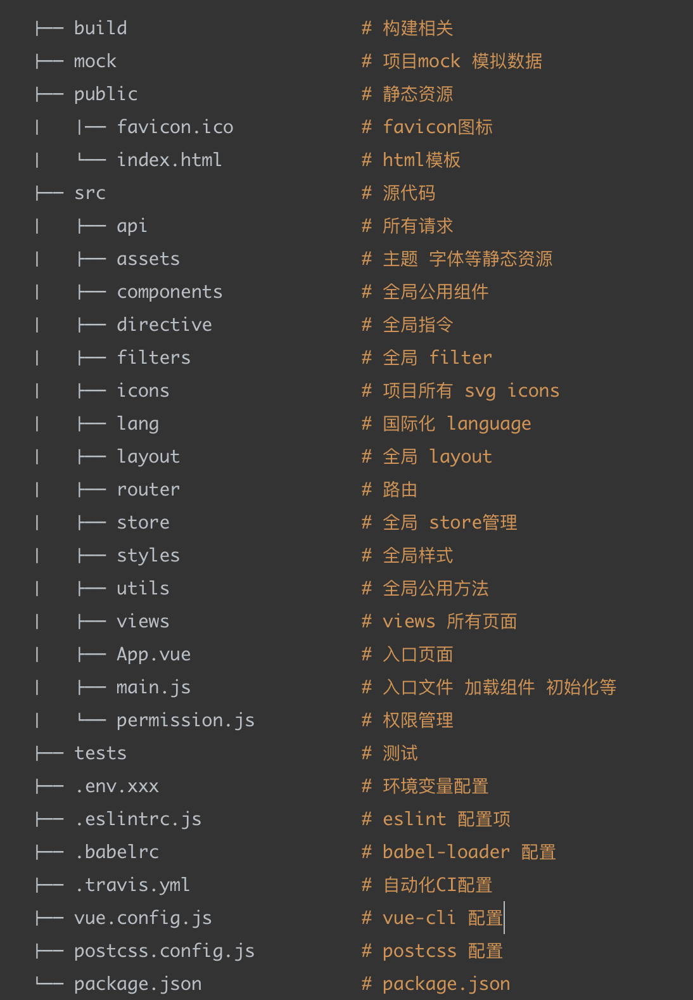 ├── build                      # 构建相关
├── mock                       # 项目mock 模拟数据
├── public                     # 静态资源
│   │── favicon.ico            # favicon图标
│   └── index.html             # html模板
├── src                        # 源代码
│   ├── api                    # 所有请求
│   ├── assets                 # 主题 字体等静态资源
│   ├── components             # 全局公用组件
│   ├── directive              # 全局指令
│   ├── filters                # 全局 filter
│   ├── icons                  # 项目所有 svg icons
│   ├── lang                   # 国际化 language
│   ├── layout                 # 全局 layout
│   ├── router                 # 路由
│   ├── store                  # 全局 store管理
│   ├── styles                 # 全局样式
│   ├── utils                  # 全局公用方法
│   ├── views                  # views 所有页面
│   ├── App.vue                # 入口页面
│   ├── main.js                # 入口文件 加载组件 初始化等
│   └── permission.js          # 权限管理
├── tests                      # 测试
├── .env.xxx                   # 环境变量配置
├── .eslintrc.js               # eslint 配置项
├── .babelrc                   # babel-loader 配置
├── .travis.yml                # 自动化CI配置
├── vue.config.js              # vue-cli 配置
├── postcss.config.js          # postcss 配置
└── package.json               # package.json